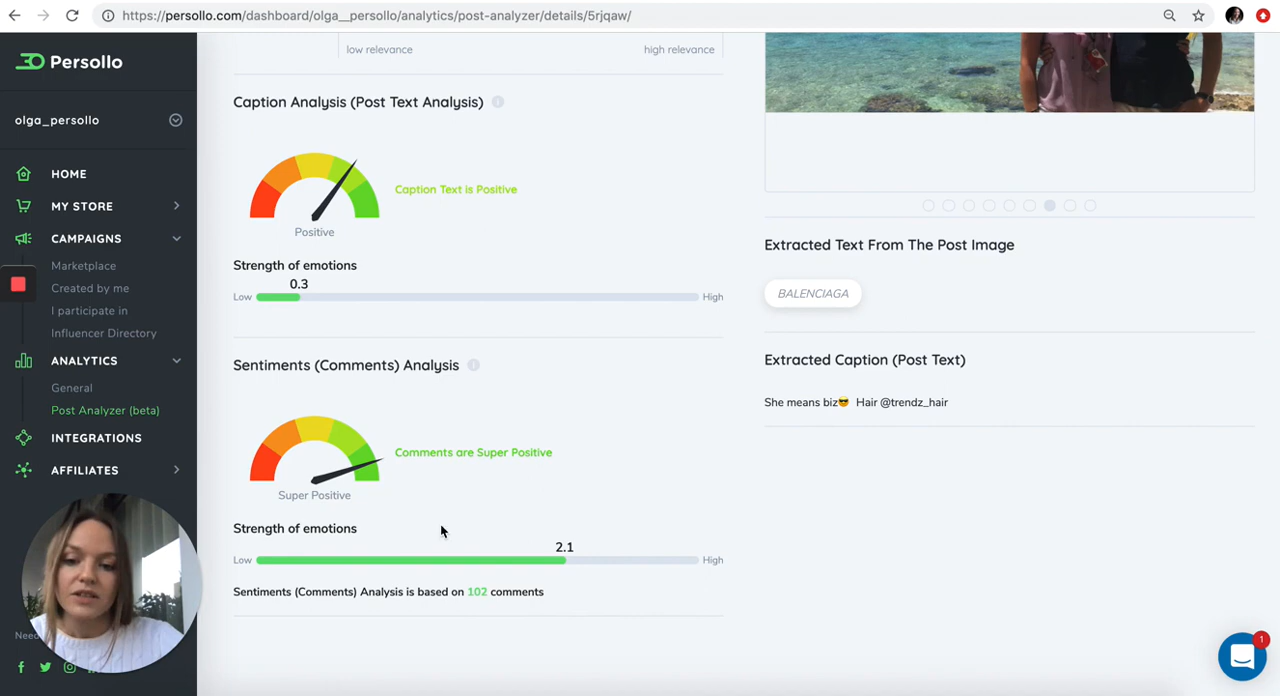 https://persollo.com/dashboard/olga__persollo/analytics/post-analyzer/details/5rjqaw/
Persollo
olga_persollo
HOME
MY STORE
CAMPAIGNS
Marketplace
Created by me
I participate in
Influencer Directory
ANALYTICS
General
Post Analyzer (beta)
INTEGRATIONS
AFFILIATES
Need
low relevance high relevance
Caption Analysis (Post Text Analysis)
Caption Text is Positive
Positive
Strength of emotions
0.3
Low High
Sentiments (Comments) Analysis
Comments are Super Positive
Super Positive
Strength of emotions
2.1
Low High
Sentiments (Comments) Analysis is based on 102 comments
Extracted Text From The Post Image
BALENCIAGA
Extracted Caption (Post Text)
She means biz😎 Hair @trendz_hair
1